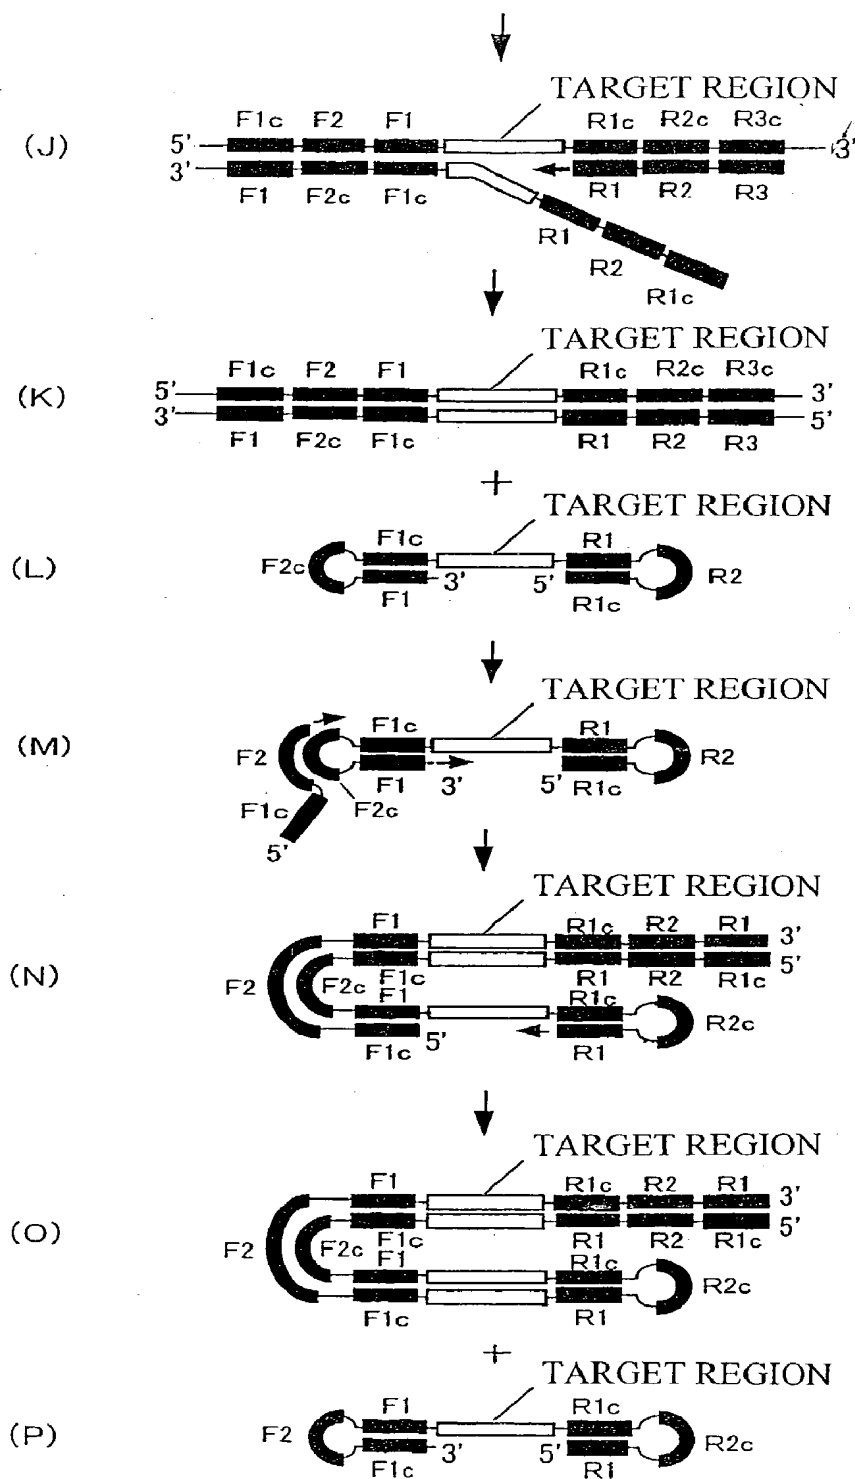 TARGET REGION
F1c F2 F1 R1c R2c R3c
(J) 5' 3'
3'
F1 F2c F1c R1 R2 R3
R1
R2
R1c
TARGET REGION
F1c F2 F1 R1c R2c R3c
(K) 5' 3'
3' 5'
F1 F2c F1c R1 R2 R3
+
TARGET REGION
F1c R1
(L) F2c R2
3' 5'
F1 R1c
TARGET REGION
F1c R1
(M) F2 R2
3' 5'
F1 R1c
F1c F2c
5'
TARGET REGION
F1 R1c R2 R1
3'
(N) 5'
F2 F2c F1c R1 R2 R1c
F1 R1c
R2c
5'
F1c R1
TARGET REGION
F1 R1c R2 R1
3'
(O) 5'
F2 F2c F1c R1 R2 R1c
F1 R1c
R2c
F1c R1
+
TARGET REGION
F1 R1c
(P) F2 R2c
3' 5'
F1c R1